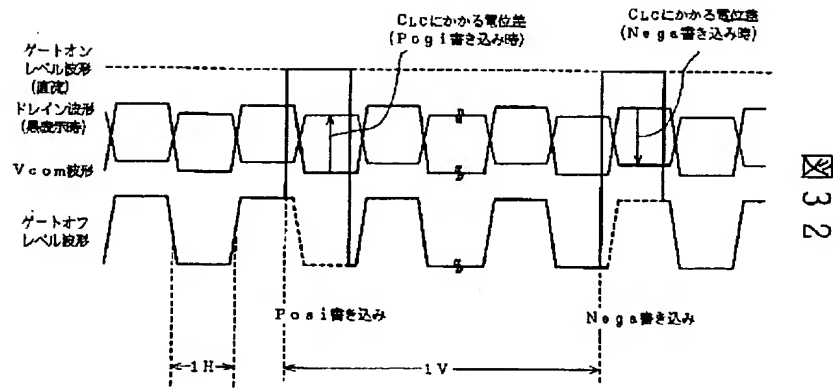 CLCにかかる電位差
(Pogi書き込み時)
CLCにかかる電位差
(Nega書き込み時)
ゲートオン
レベル波形
(直流)
ドレイン波形
(黒表示時)
Vcom波形
ゲートオフ
レベル波形
Posi書き込み
Nega書き込み
1H
1V
図32